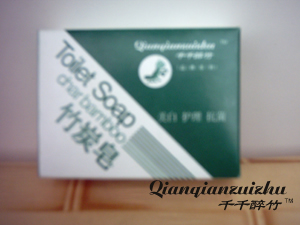 Qianqianzuizhu™
千千醉竹
Toilet Soap
char bamboo
竹炭皂
美白 护理 抗菌
Qianqianzuizhu
千千醉竹™